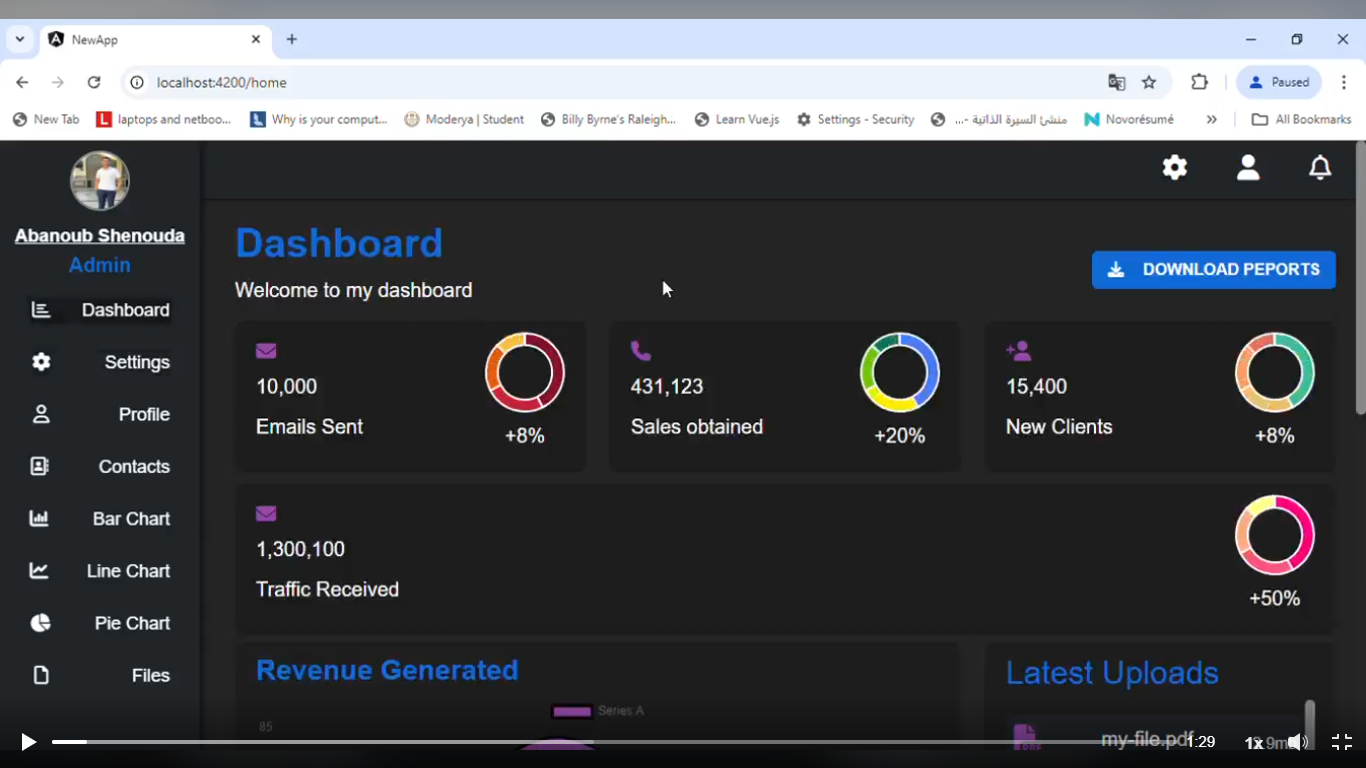 NewApp
localhost:4200/home
Paused
New Tab
laptops and netboo...
Why is your comput...
Moderya | Student
Billy Byrne's Raleigh...
Learn Vue.js
Settings - Security
منشئ السيرة الذاتية -...
Novorésumé
All Bookmarks
Abanoub Shenouda
Admin
Dashboard
Settings
Profile
Contacts
Bar Chart
Line Chart
Pie Chart
Files
Dashboard
Welcome to my dashboard
DOWNLOAD PEPORTS
10,000
Emails Sent
+8%
431,123
Sales obtained
+20%
15,400
New Clients
+8%
1,300,100
Traffic Received
+50%
Revenue Generated
Series A
85
Latest Uploads
my-file.pdf
1:29
1x